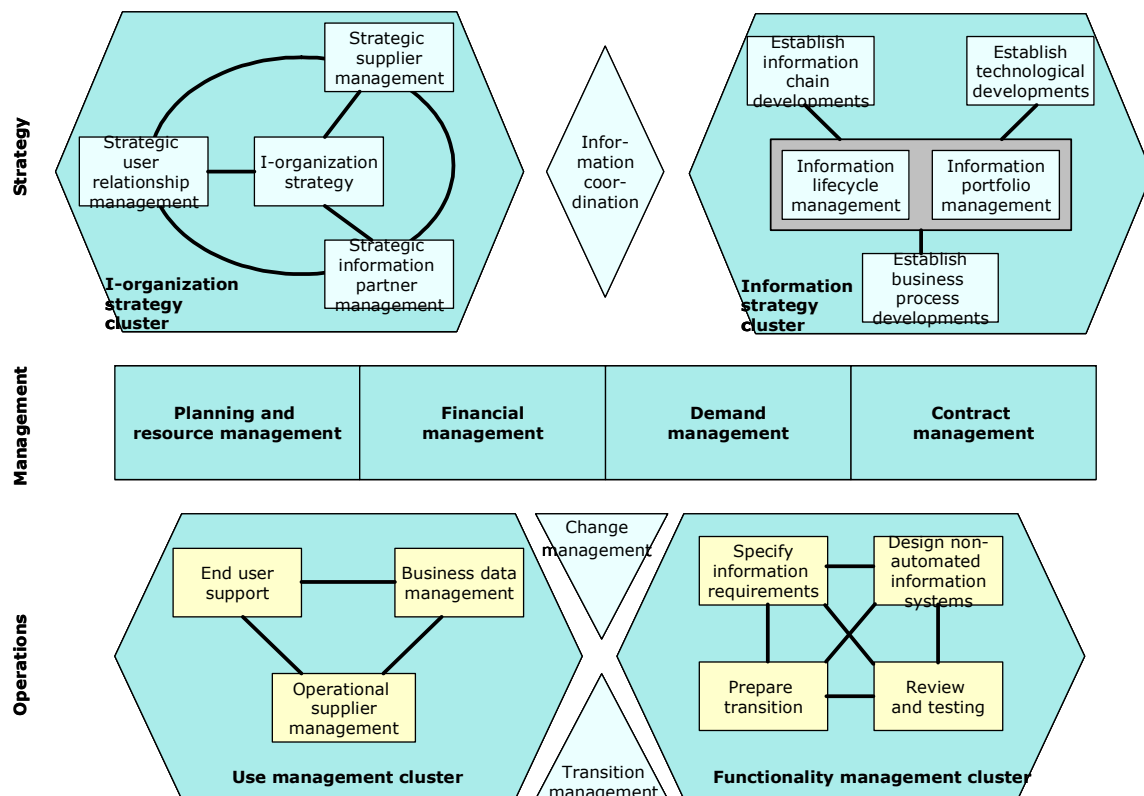 Strategy
Strategic
supplier
management
Strategic
user
relationship
management
I-organization
strategy
Strategic
information
partner
management
I-organization
strategy
cluster
Infor-
mation
coor-
dination
Establish
information
chain
developments
Establish
technological
developments
Information
lifecycle
management
Information
portfolio
management
Establish
business
process
developments
Information
strategy
cluster
Management
Planning and
resource management
Financial
management
Demand
management
Contract
management
Operations
End user
support
Business data
management
Operational
supplier
management
Use management cluster
Change
management
Transition
management
Specify
information
requirements
Design non-
automated
information
systems
Prepare
transition
Review
and testing
Functionality management cluster